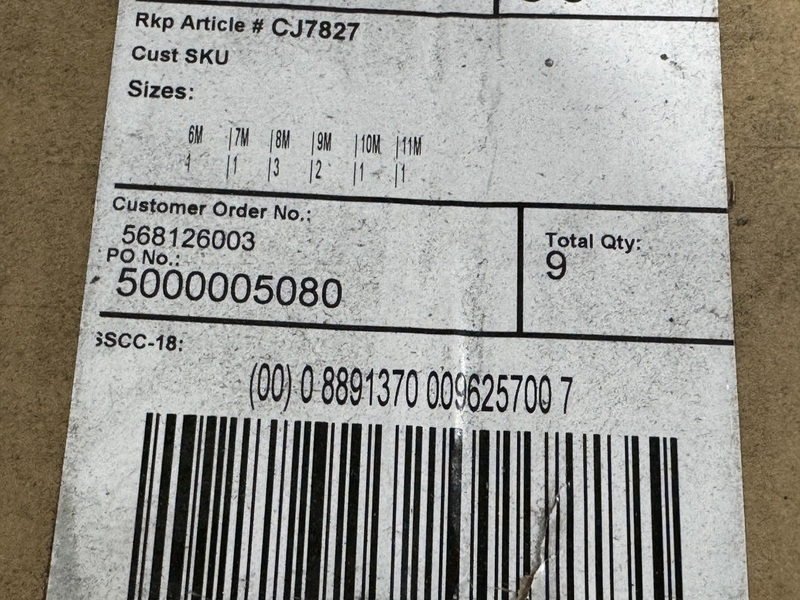 Rkp Article # CJ7827
Cust SKU
Sizes:
6M |7M |8M |9M |10M |11M
1 |1 |3 |2 |1 |1
Customer Order No.:
568126003
Total Qty:
9
PO No.:
5000005080
SSCC-18:
(00) 0 8891370 009625700 7